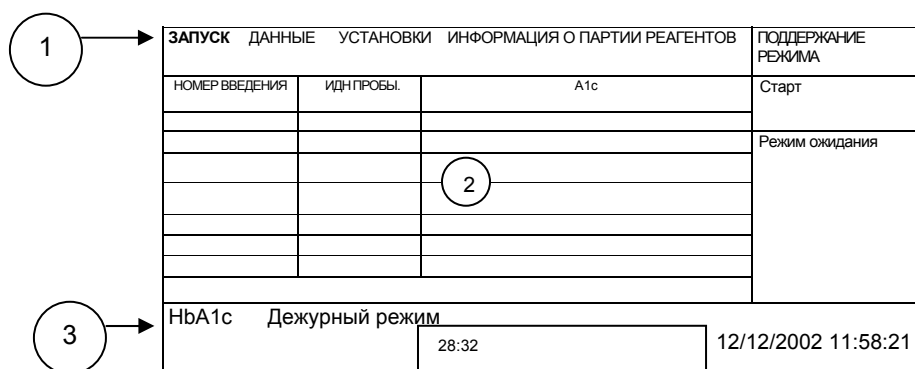 1
ЗАПУСК ДАННЫЕ УСТАНОВКИ ИНФОРМАЦИЯ О ПАРТИИ РЕАГЕНТОВ
ПОДДЕРЖАНИЕ
РЕЖИМА
НОМЕР ВВЕДЕНИЯ ИДН ПРОБЫ. A1c
Старт
Режим ожидания
2
3
HbA1c Дежурный режим
28:32
12/12/2002 11:58:21